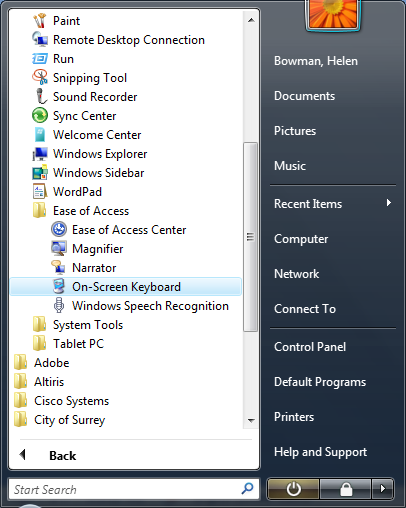 Paint
Remote Desktop Connection
Run
Snipping Tool
Sound Recorder
Sync Center
Welcome Center
Windows Explorer
Windows Sidebar
WordPad
Ease of Access
Ease of Access Center
Magnifier
Narrator
On-Screen Keyboard
Windows Speech Recognition
System Tools
Tablet PC
Adobe
Altiris
Cisco Systems
City of Surrey
Back
Start Search
Bowman, Helen
Documents
Pictures
Music
Recent Items
Computer
Network
Connect To
Control Panel
Default Programs
Printers
Help and Support